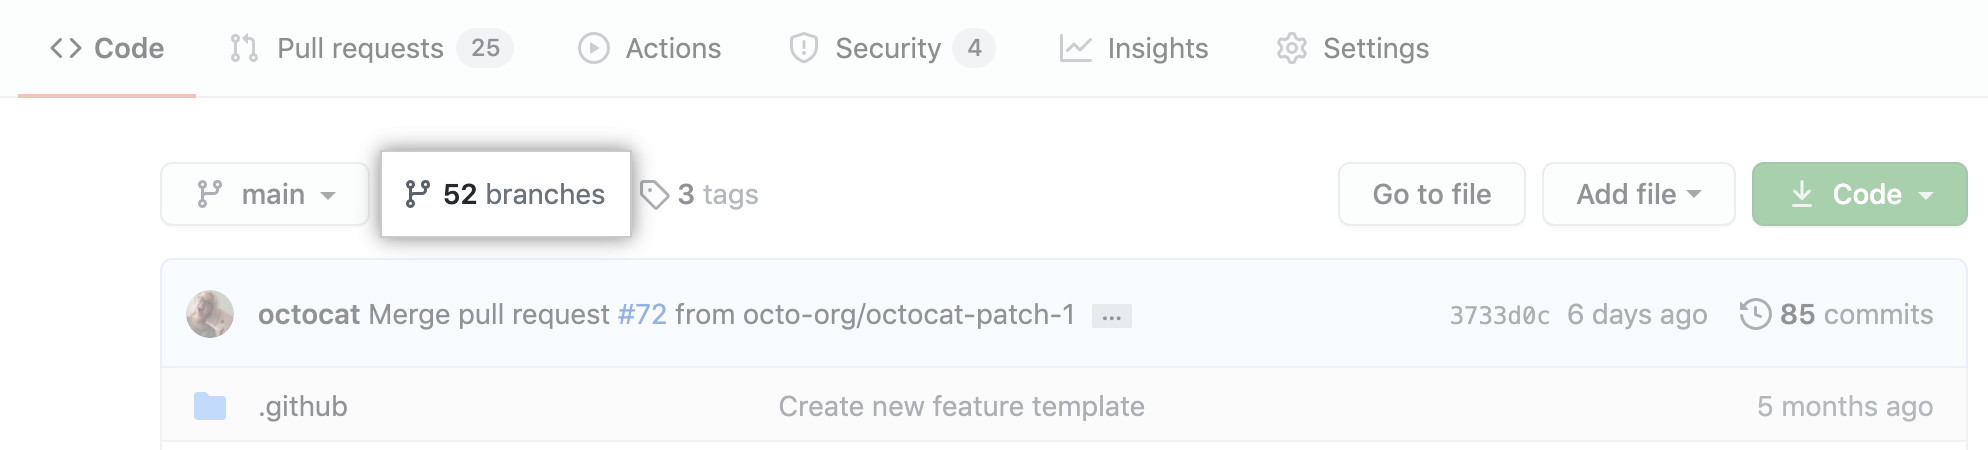 Code Pull requests 25 Actions Security 4 Insights Settings
main 52 branches 3 tags Go to file Add file Code
octocat Merge pull request #72 from octo-org/octocat-patch-1 ... 3733d0c 6 days ago 85 commits
.github Create new feature template 5 months ago